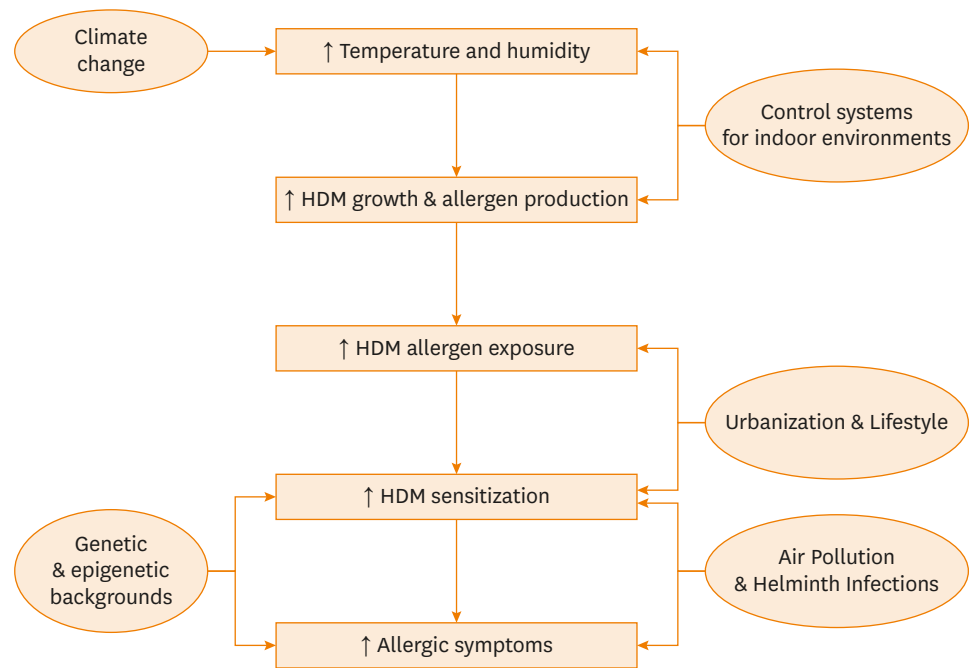 Climate
change
↑ Temperature and humidity
Control systems
for indoor environments
↑ HDM growth & allergen production
↑ HDM allergen exposure
Urbanization & Lifestyle
↑ HDM sensitization
Genetic
& epigenetic
backgrounds
Air Pollution
& Helminth Infections
↑ Allergic symptoms